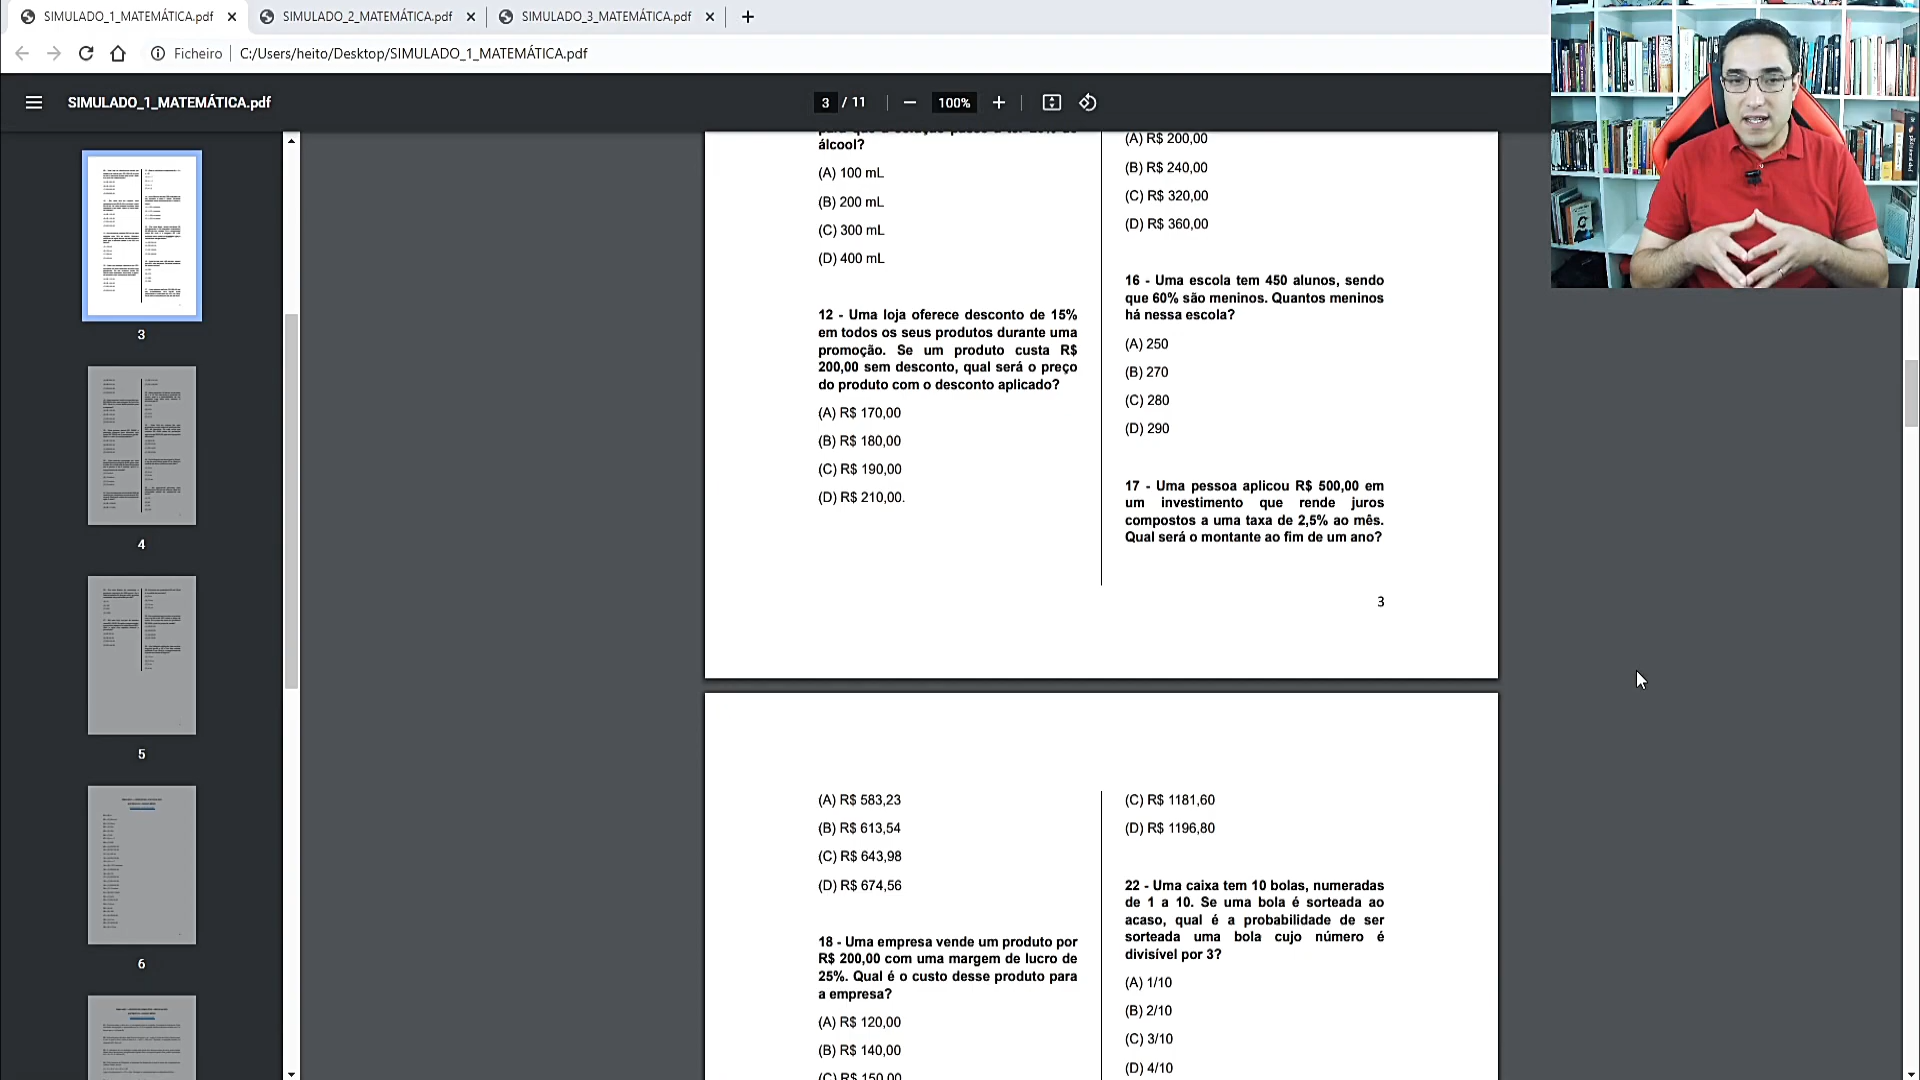 SIMULADO_1_MATEMÁTICA.pdf
SIMULADO_2_MATEMÁTICA.pdf
SIMULADO_3_MATEMÁTICA.pdf
Ficheiro
C:/Users/heito/Desktop/SIMULADO_1_MATEMÁTICA.pdf
SIMULADO_1_MATEMÁTICA.pdf
3 / 11
100%
3
4
5
6
álcool?
(A) 100 mL
(B) 200 mL
(C) 300 mL
(D) 400 mL
12 - Uma loja oferece desconto de 15%
em todos os seus produtos durante uma
promoção. Se um produto custa R$
200,00 sem desconto, qual será o preço
do produto com o desconto aplicado?
(A) R$ 170,00
(B) R$ 180,00
(C) R$ 190,00
(D) R$ 210,00.
(A) R$ 200,00
(B) R$ 240,00
(C) R$ 320,00
(D) R$ 360,00
16 - Uma escola tem 450 alunos, sendo
que 60% são meninos. Quantos meninos
há nessa escola?
(A) 250
(B) 270
(C) 280
(D) 290
17 - Uma pessoa aplicou R$ 500,00 em
um investimento que rende juros
compostos a uma taxa de 2,5% ao mês.
Qual será o montante ao fim de um ano?
3
(A) R$ 583,23
(B) R$ 613,54
(C) R$ 643,98
(D) R$ 674,56
18 - Uma empresa vende um produto por
R$ 200,00 com uma margem de lucro de
25%. Qual é o custo desse produto para
a empresa?
(A) R$ 120,00
(B) R$ 140,00
(C) R$ 150,00
(C) R$ 1181,60
(D) R$ 1196,80
22 - Uma caixa tem 10 bolas, numeradas
de 1 a 10. Se uma bola é sorteada ao
acaso, qual é a probabilidade de ser
sorteada uma bola cujo número é
divisível por 3?
(A) 1/10
(B) 2/10
(C) 3/10
(D) 4/10